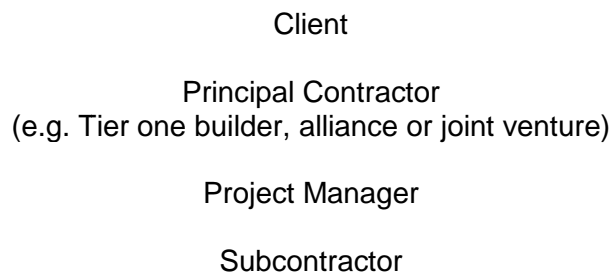 Client
Principal Contractor
(e.g. Tier one builder, alliance or joint venture)
Project Manager
Subcontractor